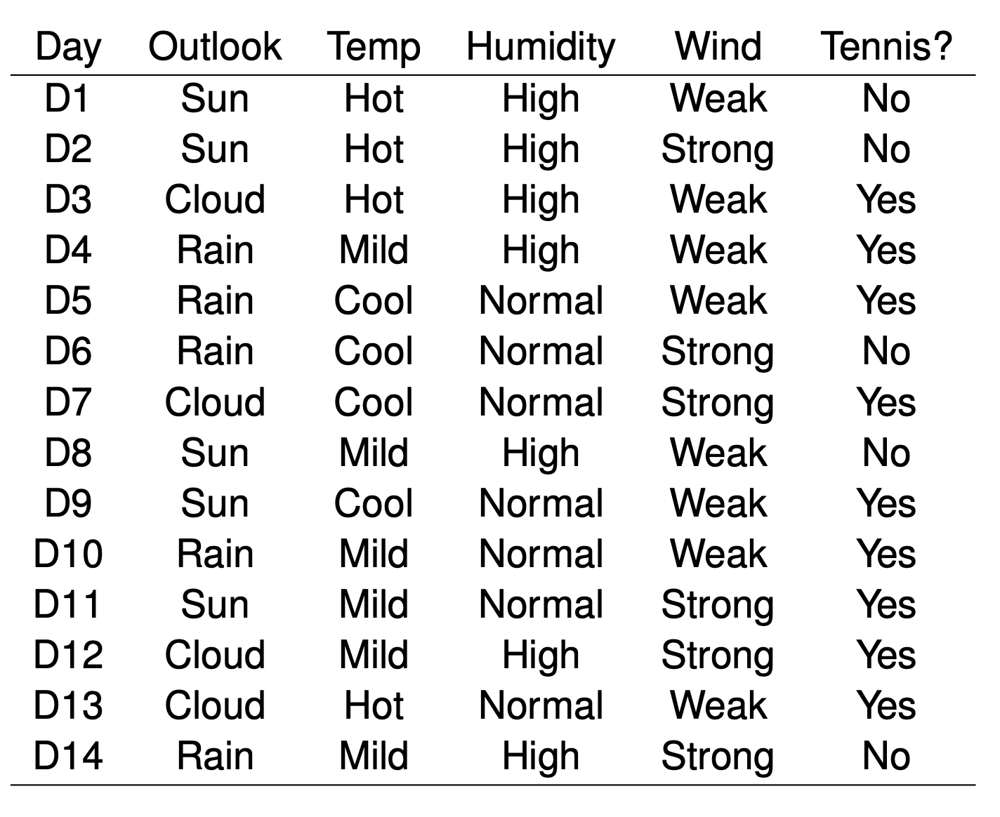 Day Outlook Temp Humidity Wind Tennis?
D1 Sun Hot High Weak No
D2 Sun Hot High Strong No
D3 Cloud Hot High Weak Yes
D4 Rain Mild High Weak Yes
D5 Rain Cool Normal Weak Yes
D6 Rain Cool Normal Strong No
D7 Cloud Cool Normal Strong Yes
D8 Sun Mild High Weak No
D9 Sun Cool Normal Weak Yes
D10 Rain Mild Normal Weak Yes
D11 Sun Mild Normal Strong Yes
D12 Cloud Mild High Strong Yes
D13 Cloud Hot Normal Weak Yes
D14 Rain Mild High Strong No